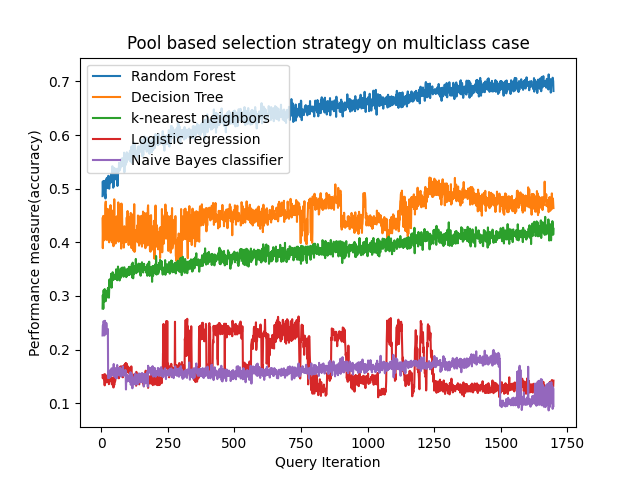 Pool based selection strategy on multiclass case
Random Forest
Decision Tree
k-nearest neighbors
Logistic regression
Naive Bayes classifier
Performance measure(accuracy)
0.7
0.6
0.5
0.4
0.3
0.2
0.1
0 250 500 750 1000 1250 1500 1750
Query Iteration